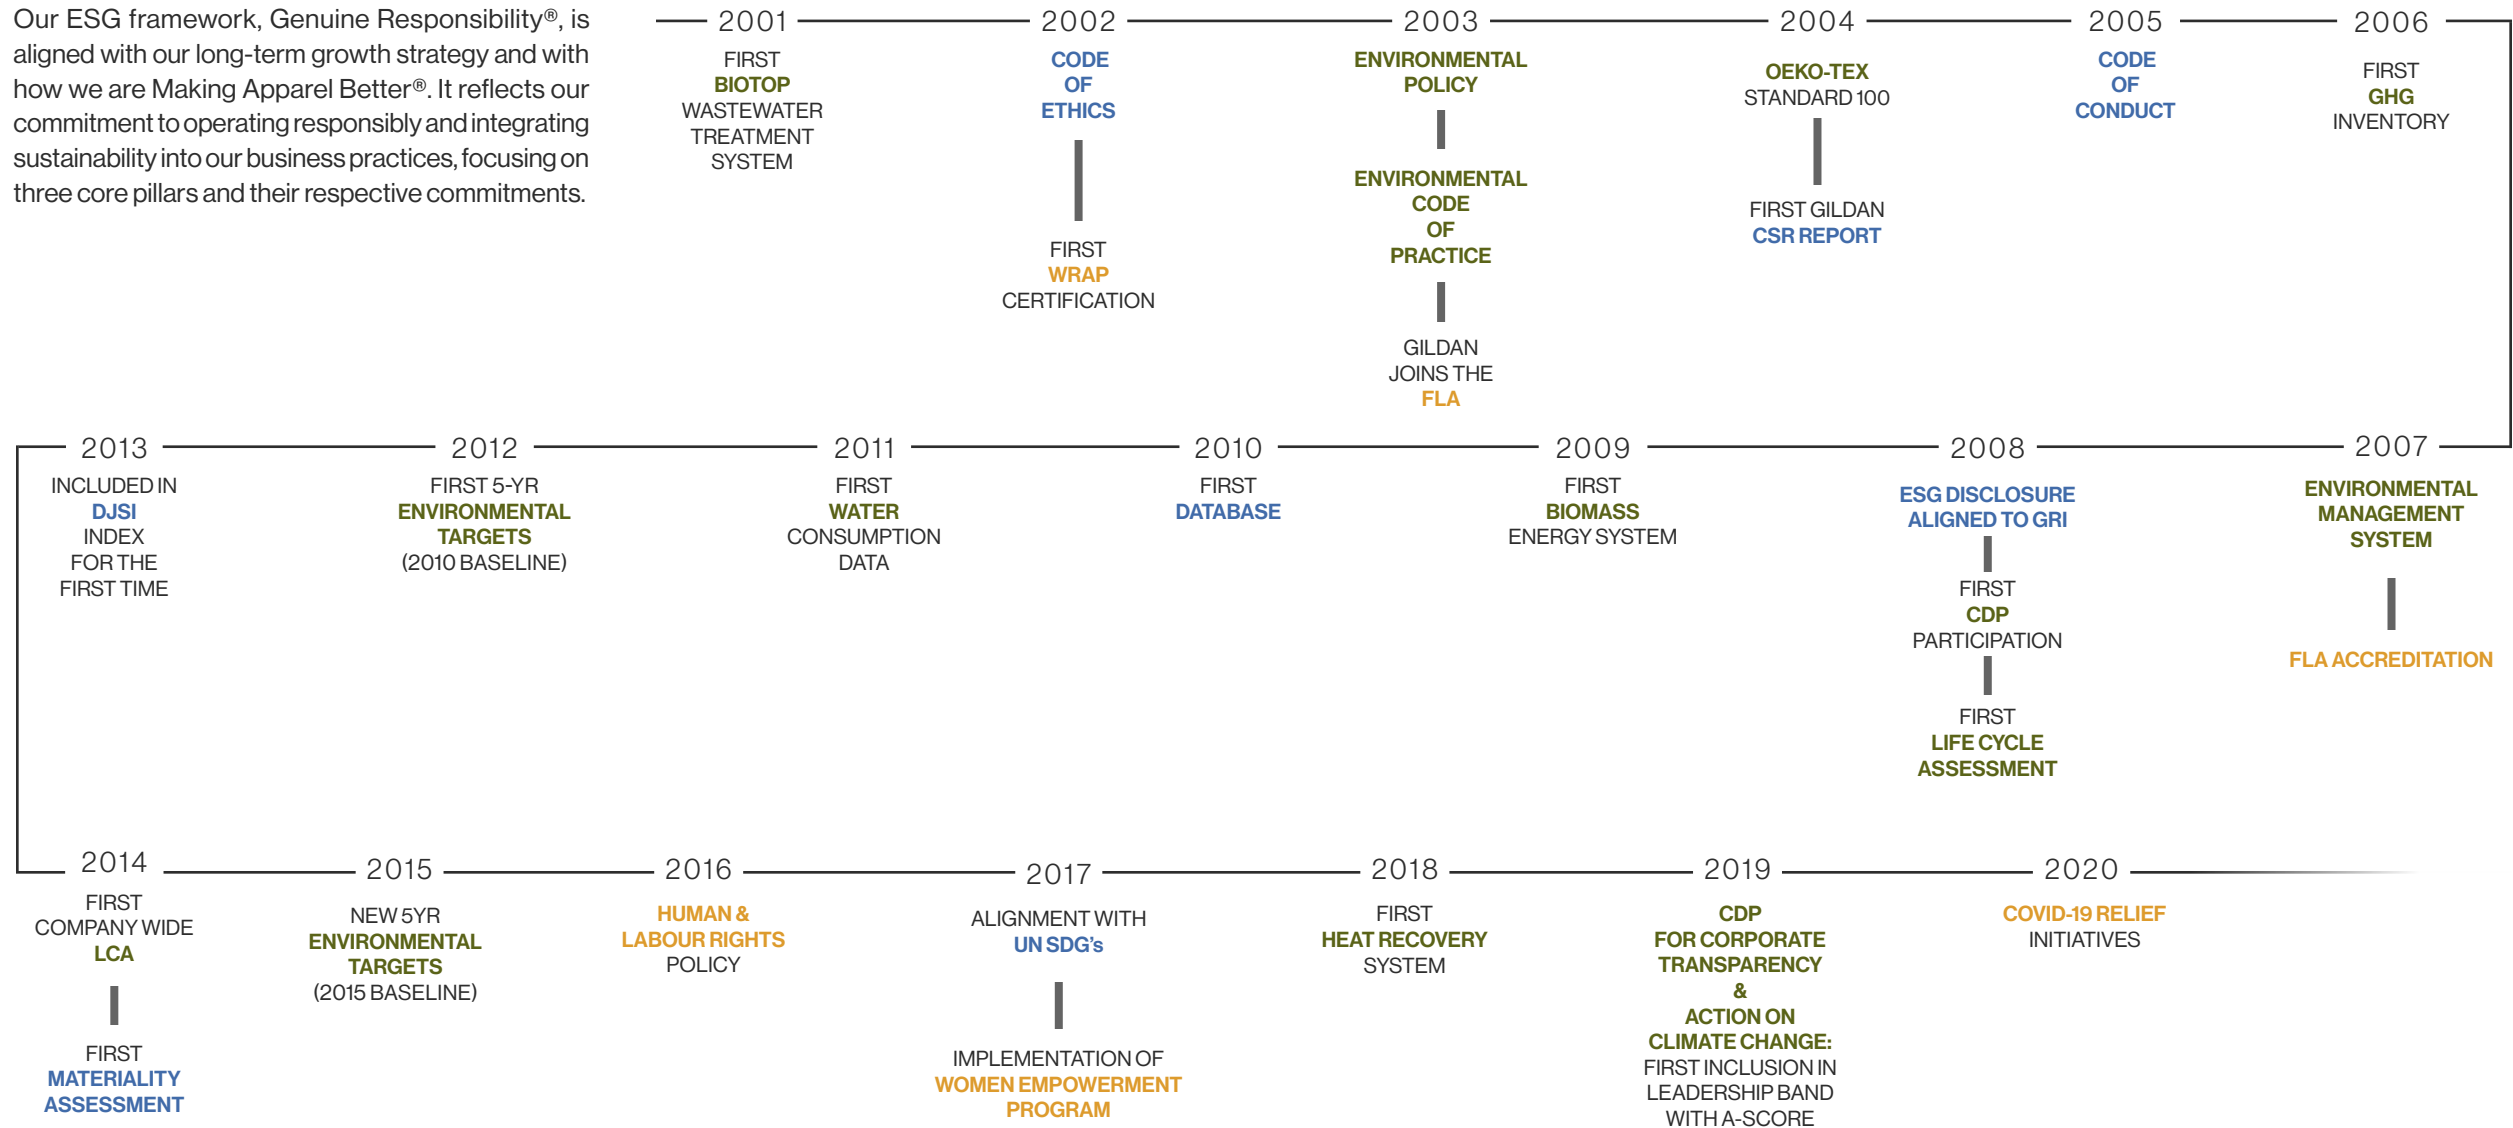 Our ESG framework, Genuine Responsibility®, is
aligned with our long-term growth strategy and with
how we are Making Apparel Better®. It reflects our
commitment to operating responsibly and integrating
sustainability into our business practices, focusing on
three core pillars and their respective commitments.
2001
FIRST
BIOTOP
WASTEWATER
TREATMENT
SYSTEM
2002
CODE
OF
ETHICS
FIRST
WRAP
CERTIFICATION
2003
ENVIRONMENTAL
POLICY
ENVIRONMENTAL
CODE
OF
PRACTICE
GILDAN
JOINS THE
FLA
2004
OEKO-TEX
STANDARD 100
FIRST GILDAN
CSR REPORT
2005
CODE
OF
CONDUCT
2006
FIRST
GHG
INVENTORY
2007
ENVIRONMENTAL
MANAGEMENT
SYSTEM
FLA ACCREDITATION
2008
ESG DISCLOSURE
ALIGNED TO GRI
FIRST
CDP
PARTICIPATION
FIRST
LIFE CYCLE
ASSESSMENT
2009
FIRST
BIOMASS
ENERGY SYSTEM
2010
FIRST
DATABASE
2011
FIRST
WATER
CONSUMPTION
DATA
2012
FIRST 5-YR
ENVIRONMENTAL
TARGETS
(2010 BASELINE)
2013
INCLUDED IN
DJSI
INDEX
FOR THE
FIRST TIME
2014
FIRST
COMPANY WIDE
LCA
FIRST
MATERIALITY
ASSESSMENT
2015
NEW 5YR
ENVIRONMENTAL
TARGETS
(2015 BASELINE)
2016
HUMAN &
LABOUR RIGHTS
POLICY
2017
ALIGNMENT WITH
UN SDG's
IMPLEMENTATION OF
WOMEN EMPOWERMENT
PROGRAM
2018
FIRST
HEAT RECOVERY
SYSTEM
2019
CDP
FOR CORPORATE
TRANSPARENCY
&
ACTION ON
CLIMATE CHANGE:
FIRST INCLUSION IN
LEADERSHIP BAND
WITH A-SCORE
2020
COVID-19 RELIEF
INITIATIVES